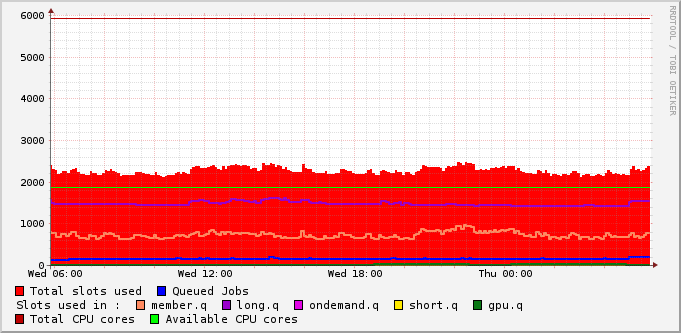 RRDTOOL / TOBI OETIKER
6000
5000
4000
3000
2000
1000
0
Wed 06:00 Wed 12:00 Wed 18:00 Thu 00:00
Total slots used Queued Jobs
Slots used in : member.q long.q ondemand.q short.q gpu.q
Total CPU cores Available CPU cores